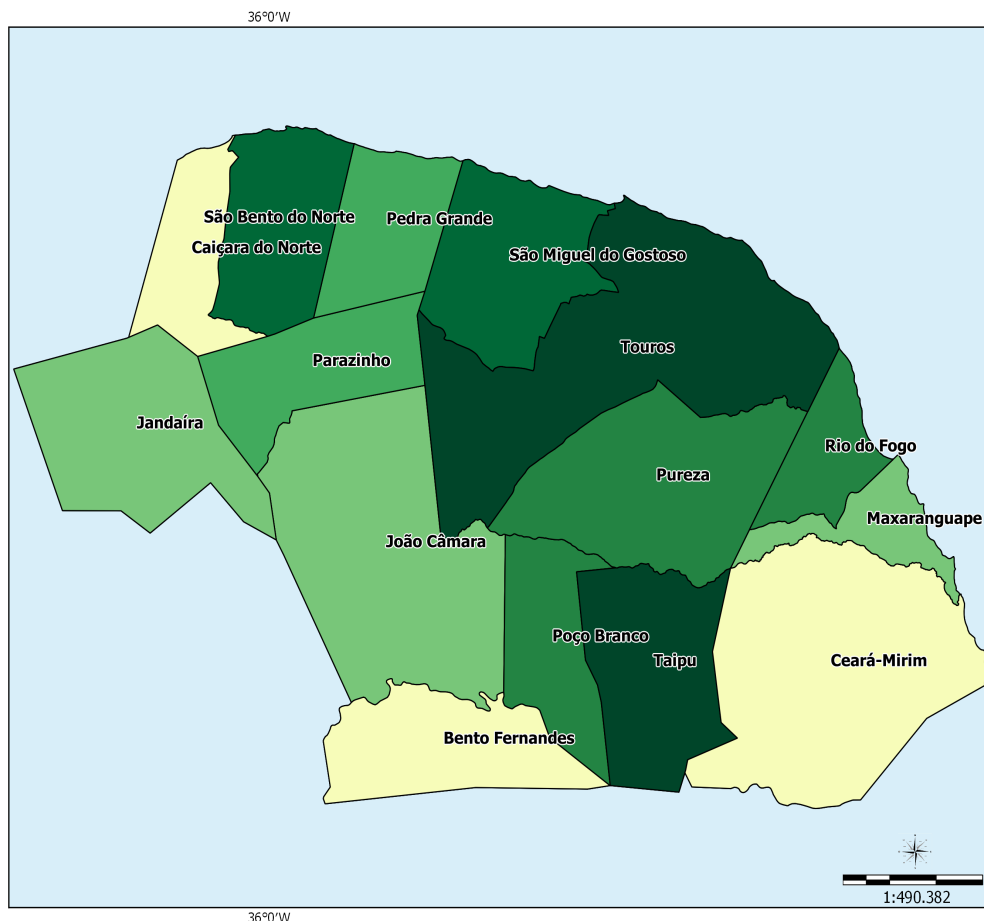 36°0'W
São Bento do Norte
Pedra Grande
Caiçara do Norte
São Miguel do Gostoso
Touros
Parazinho
Jandaíra
Rio do Fogo
Pureza
Maxaranguape
João Câmara
Poço Branco
Taipu
Ceará-Mirim
Bento Fernandes
1:490.382
36°0'W